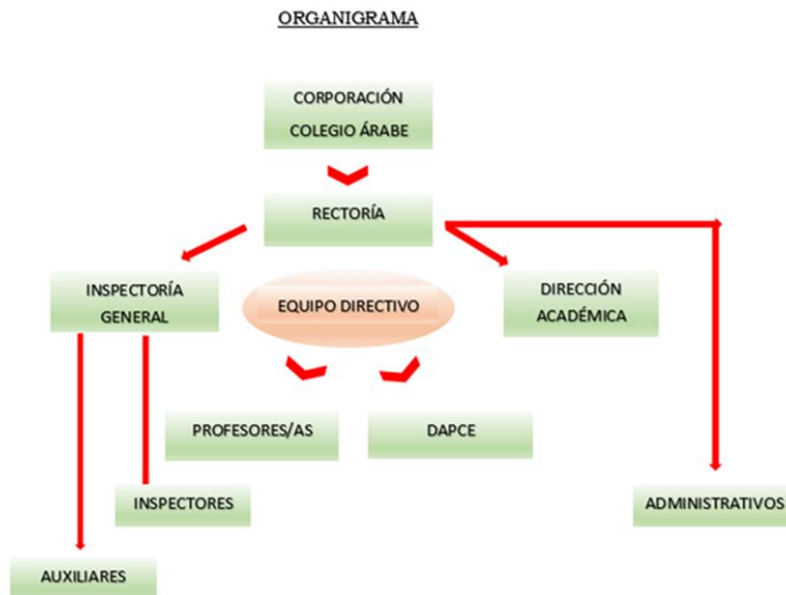 ORGANIGRAMA
CORPORACIÓN
COLEGIO ÁRABE
RECTORÍA
INSPECTORÍA
GENERAL
EQUIPO DIRECTIVO
DIRECCIÓN
ACADÉMICA
PROFESORES/AS
DAPCE
INSPECTORES
ADMINISTRATIVOS
AUXILIARES